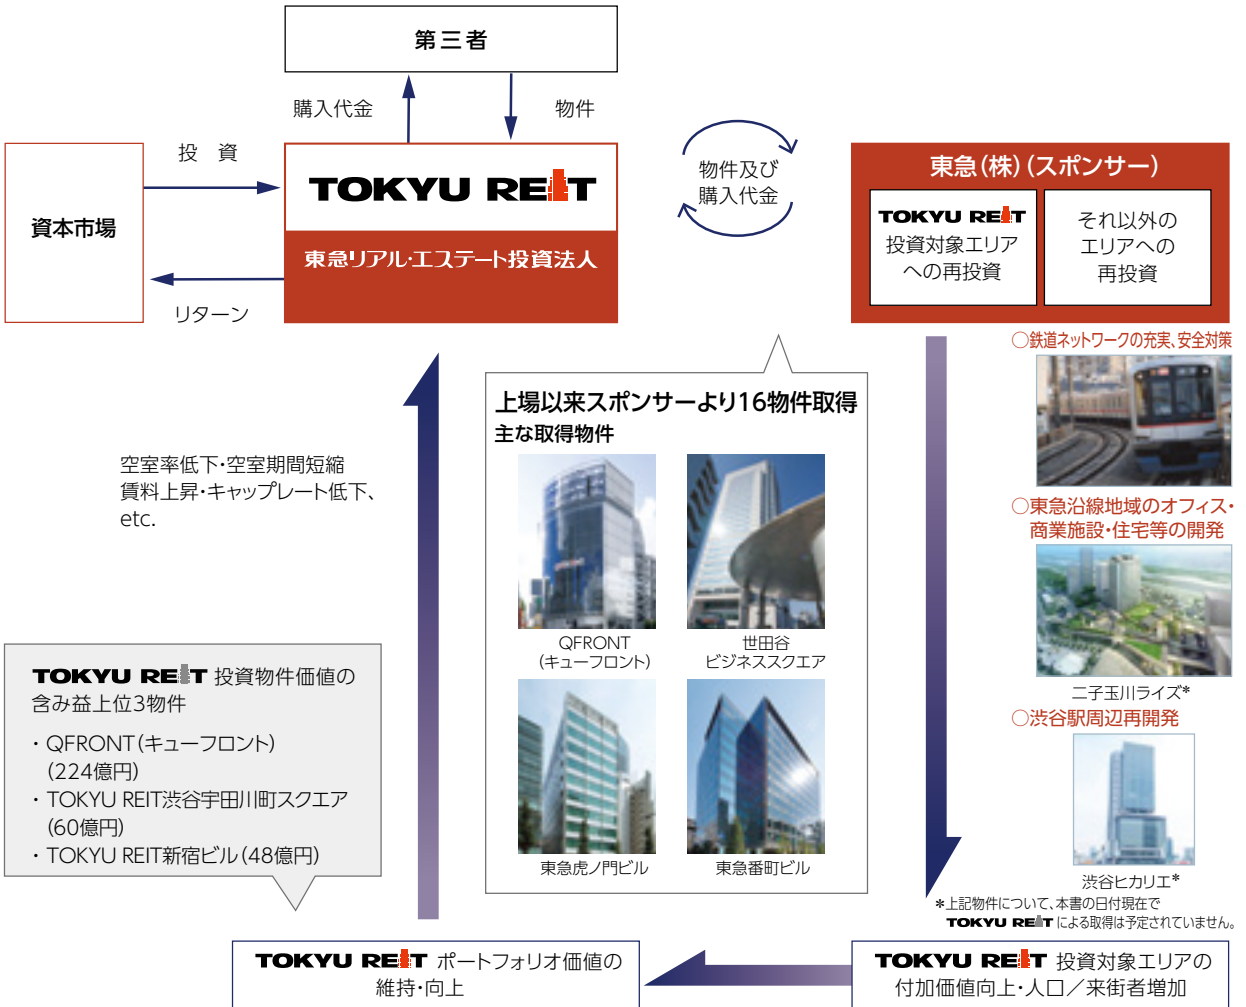 第三者
購入代金
物件
投 資
資本市場
リターン
TOKYU REIT
東急リアル・エステート投資法人
物件及び
購入代金
東急(株)(スポンサー)
TOKYU REIT
投資対象エリア
への再投資
それ以外の
エリアへの
再投資
○鉄道ネットワークの充実、安全対策
○東急沿線地域のオフィス・
商業施設・住宅等の開発
二子玉川ライズ*
○渋谷駅周辺再開発
渋谷ヒカリエ*
*上記物件について、本書の日付現在で
TOKYU REIT による取得は予定されていません。
上場以来スポンサーより16物件取得
主な取得物件
QFRONT
(キューフロント)
世田谷
ビジネススクエア
東急虎ノ門ビル
東急番町ビル
空室率低下・空室期間短縮
賃料上昇・キャップレート低下、
etc.
TOKYU REIT 投資物件価値の
含み益上位3物件
・QFRONT(キューフロント)
(224億円)
・TOKYU REIT渋谷宇田川町スクエア
(60億円)
・TOKYU REIT新宿ビル(48億円)
TOKYU REIT ポートフォリオ価値の
維持・向上
TOKYU REIT 投資対象エリアの
付加価値向上・人口／来街者増加